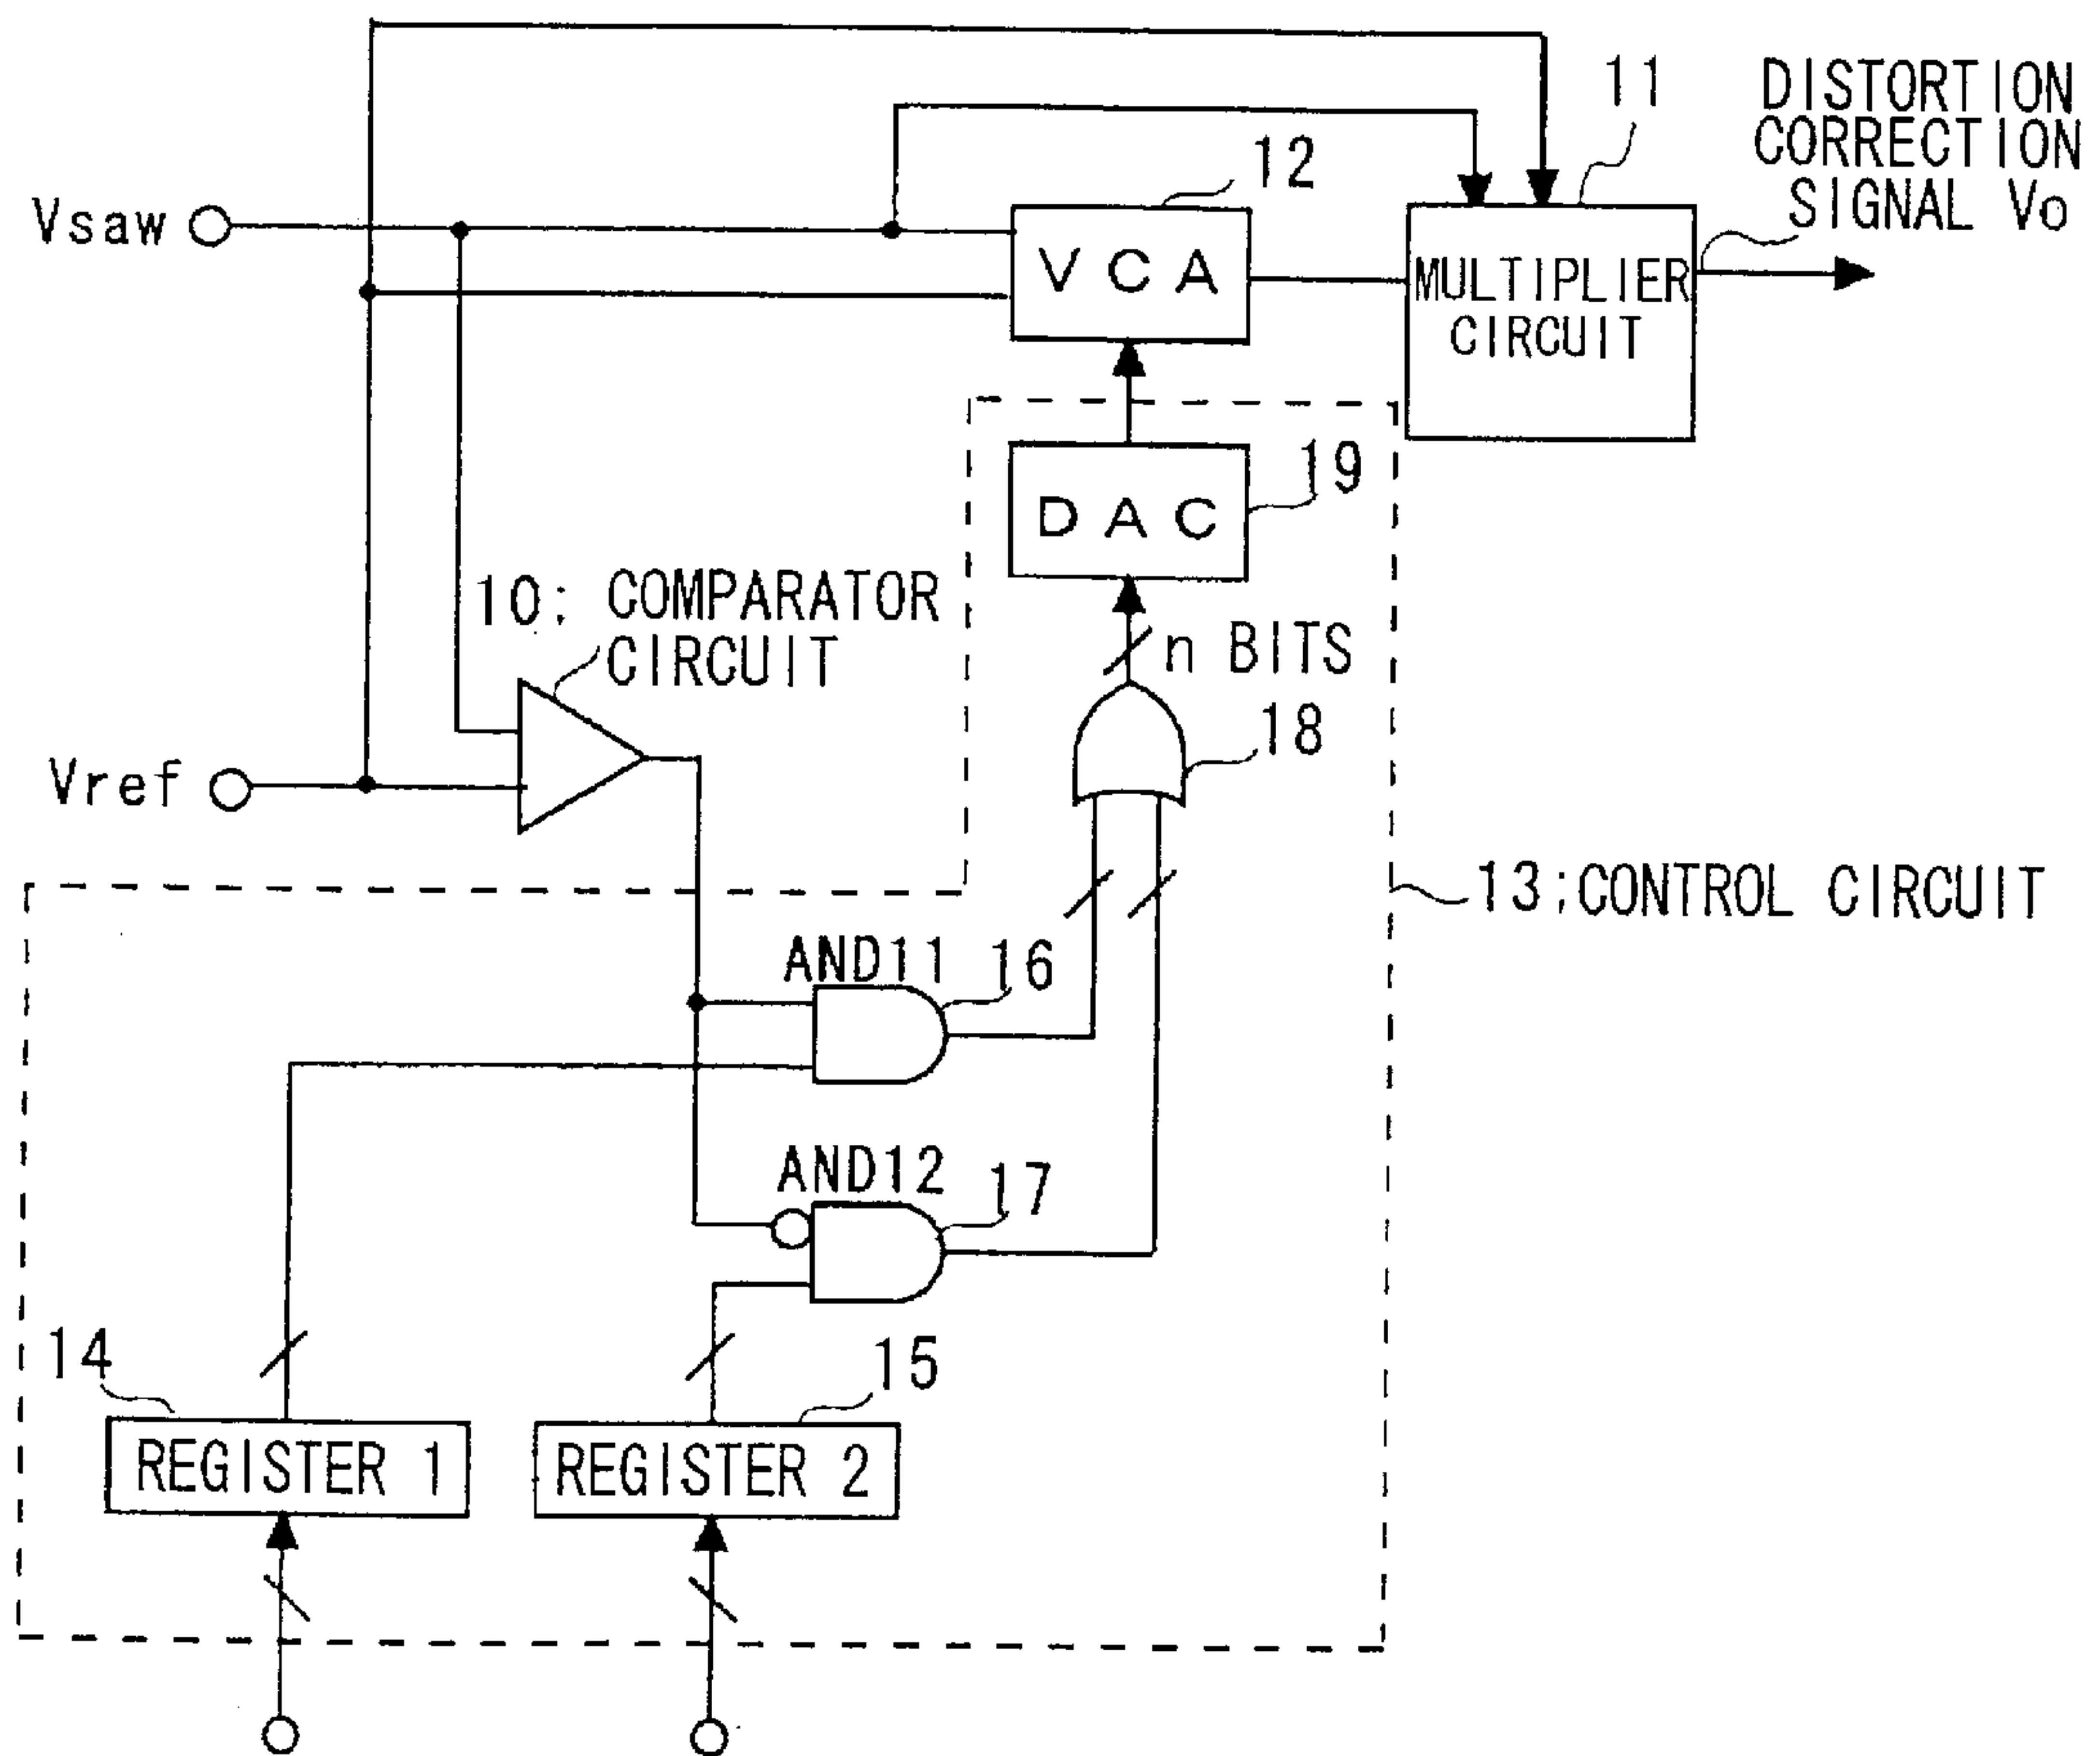 11
DISTORTION
CORRECTION
SIGNAL Vo
12
Vsaw
VCA
MULTIPLIER
CIRCUIT
19
DAC
10; COMPARATOR
CIRCUIT
n BITS
18
Vref
13;CONTROL CIRCUIT
AND11
16
AND12
17
14
15
REGISTER 1
REGISTER 2